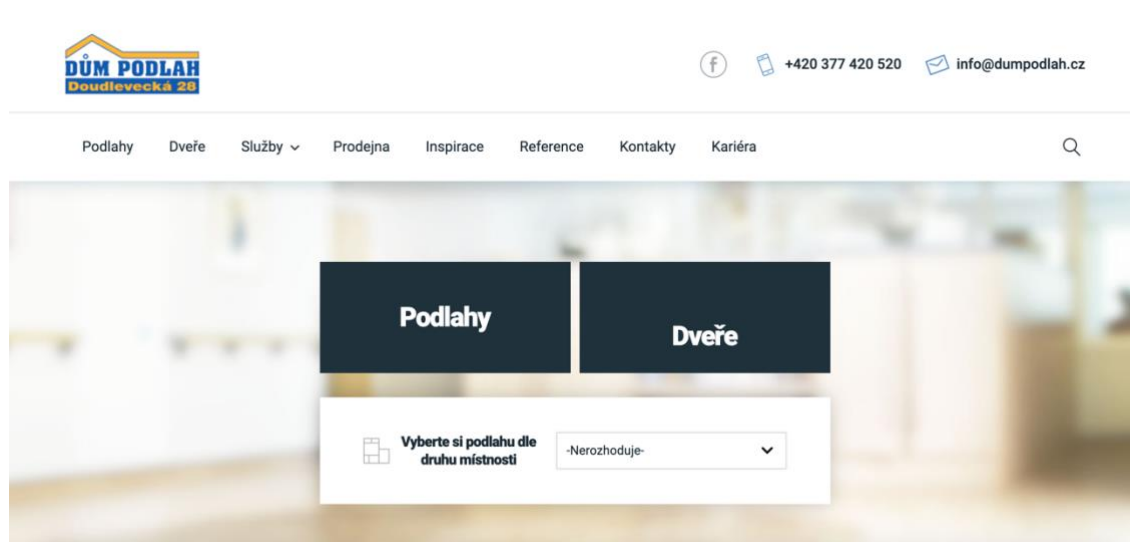 DŮM PODLAH
Doudlevecká 28
+420 377 420 520 info@dumpodlah.cz
Podlahy Dveře Služby Prodejna Inspirace Reference Kontakty Kariéra
Podlahy
Dveře
Vyberte si podlahu dle
druhu místnosti
-Nerozhoduje-